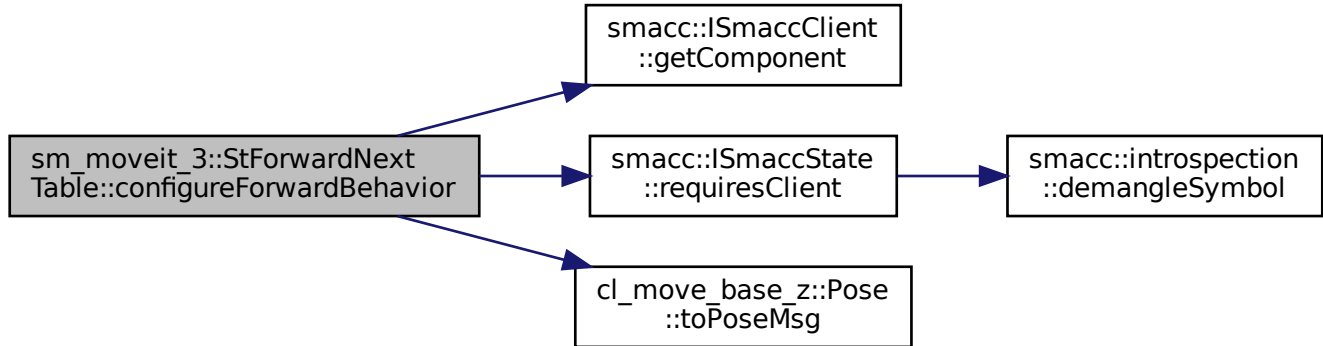 smacc::ISmaccClient
::getComponent
sm_moveit_3::StForwardNext
Table::configureForwardBehavior
smacc::ISmaccState
::requiresClient
smacc::introspection
::demangleSymbol
cl_move_base_z::Pose
::toPoseMsg